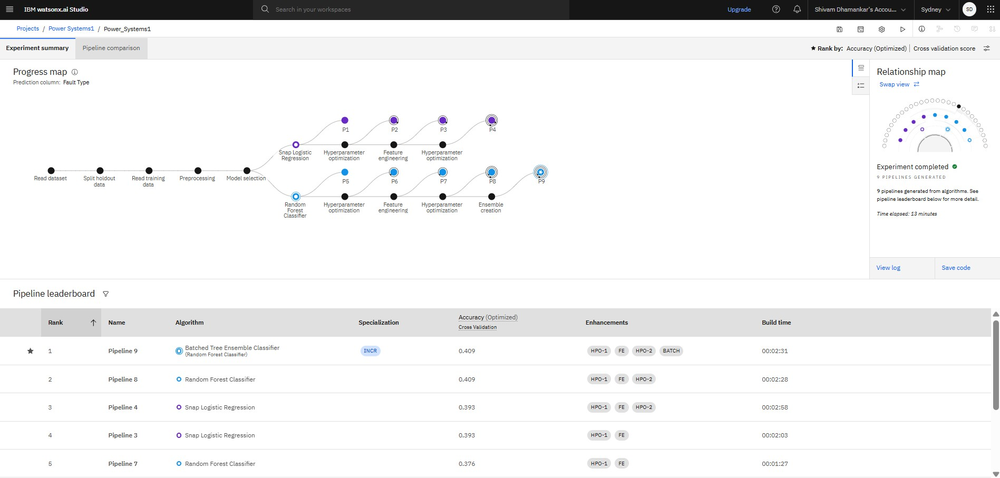 IBM watsonx.ai Studio
Search in your workspaces
Upgrade
Shivam Dhamankar's Accou...
Sydney
SD
Projects / Power Systems1 / Power_Systems1
Experiment summary
Pipeline comparison
Rank by: Accuracy (Optimized) | Cross validation score
Progress map
Prediction column: Fault Type
P1
P2
P3
P4
Snap Logistic
Regression
Hyperparameter
optimization
Feature
engineering
Hyperparameter
optimization
Read dataset
Split holdout
data
Read training
data
Preprocessing
Model selection
P5
P6
P7
P8
P9
Random
Forest
Classifier
Hyperparameter
optimization
Feature
engineering
Hyperparameter
optimization
Ensemble
creation
Relationship map
Swap view
Experiment completed
9 PIPELINES GENERATED
9 pipelines generated from algorithms. See
pipeline leaderboard below for more detail.
Time elapsed: 13 minutes
View log
Save code
Pipeline leaderboard
Rank Name Algorithm Specialization Accuracy (Optimized) Enhancements Build time
Cross Validation
1 Pipeline 9 Batched Tree Ensemble Classifier INCR 0.409 HPO-1 FE HPO-2 BATCH 00:02:31
(Random Forest Classifier)
2 Pipeline 8 Random Forest Classifier 0.409 HPO-1 FE HPO-2 00:02:28
3 Pipeline 4 Snap Logistic Regression 0.393 HPO-1 FE HPO-2 00:02:58
4 Pipeline 3 Snap Logistic Regression 0.393 HPO-1 FE 00:02:03
5 Pipeline 7 Random Forest Classifier 0.376 HPO-1 FE 00:01:27